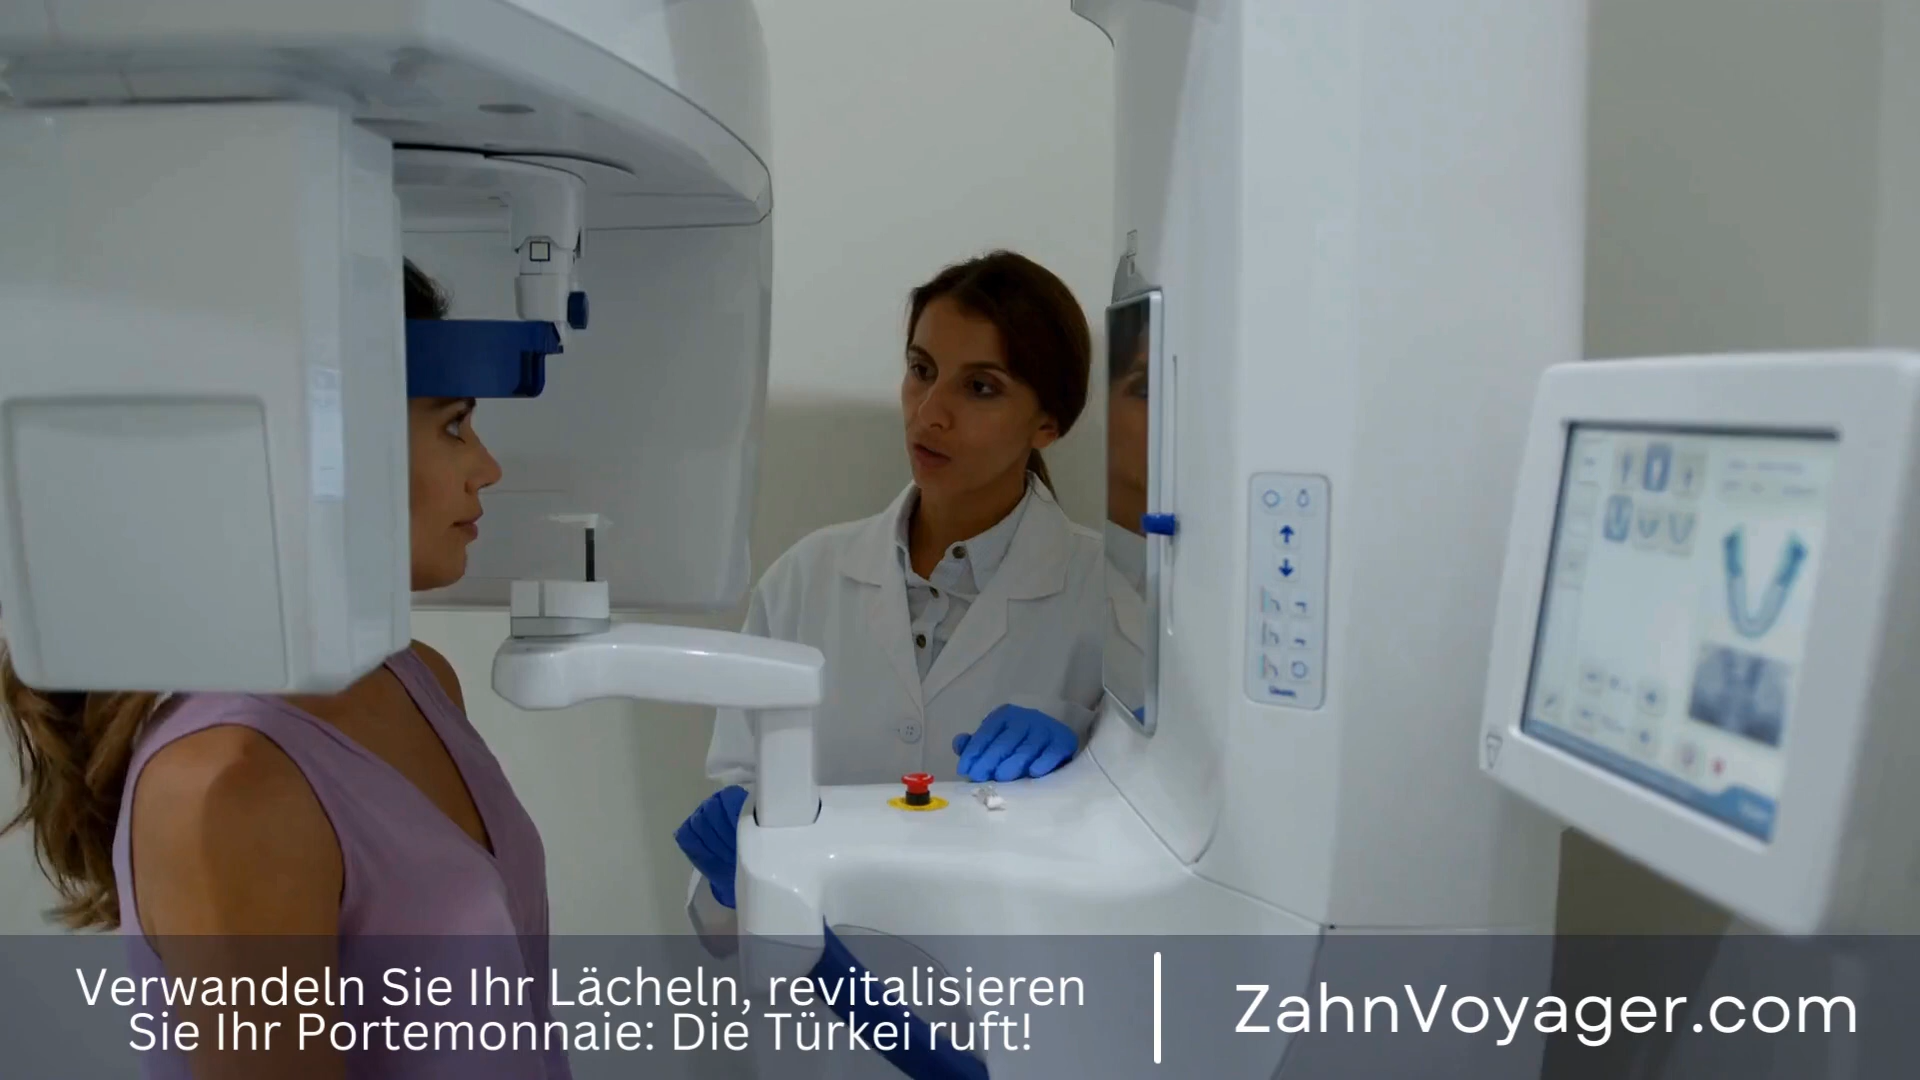 Verwandeln Sie Ihr Lächeln, revitalisieren
Sie Ihr Portemonnaie: Die Türkei ruft!
ZahnVoyager.com